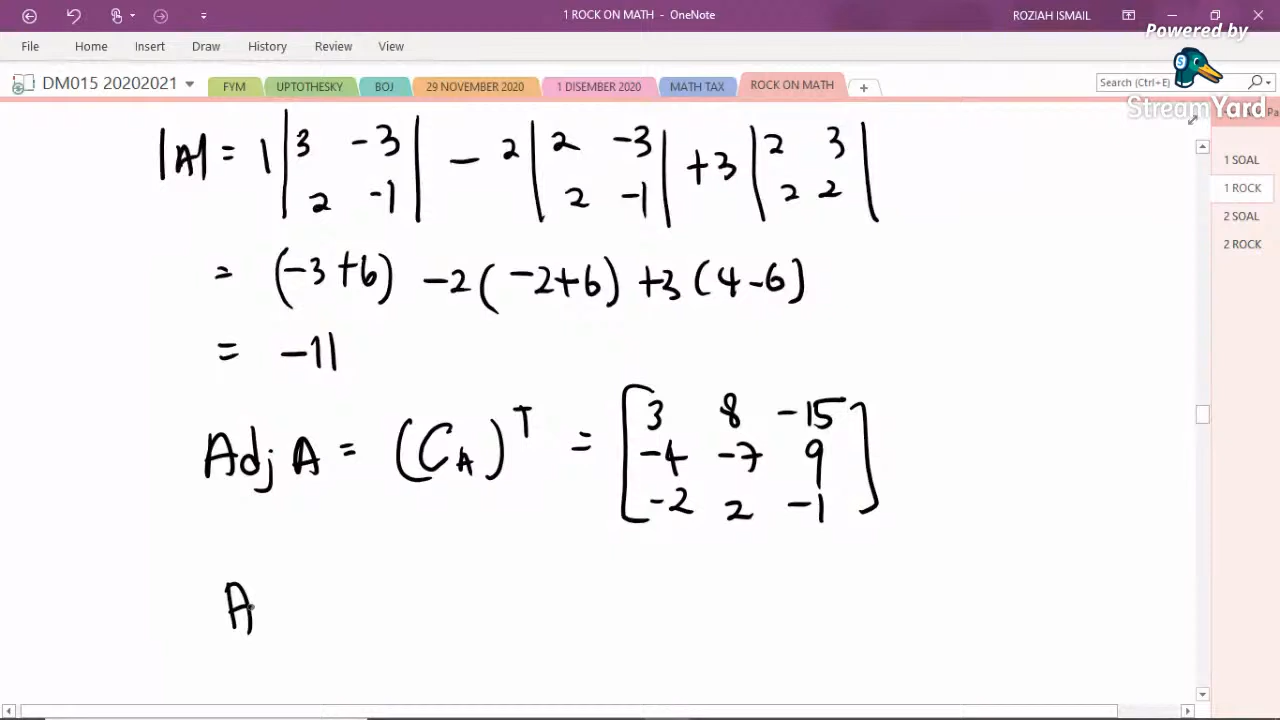 1 ROCK ON MATH - OneNote
ROZIAH ISMAIL
Powered by
File Home Insert Draw History Review View
DM015 20202021
FYM UPTOTHESKY BOJ 29 NOVEMBER 2020 1 DISEMBER 2020 MATH TAX ROCK ON MATH +
Search (Ctrl+E)
StreamYard
Pa
1 SOAL
1 ROCK
2 SOAL
2 ROCK
|A| = 1 |3 -3| - 2 |2 -3| +3 |2 3|
|2 -1| |2 -1| |2 2|
= (-3+6) -2(-2+6) +3(4-6)
= -11
Adj A = (C_A)^T = [3 8 -15
-4 -7 9
-2 2 -1]
A